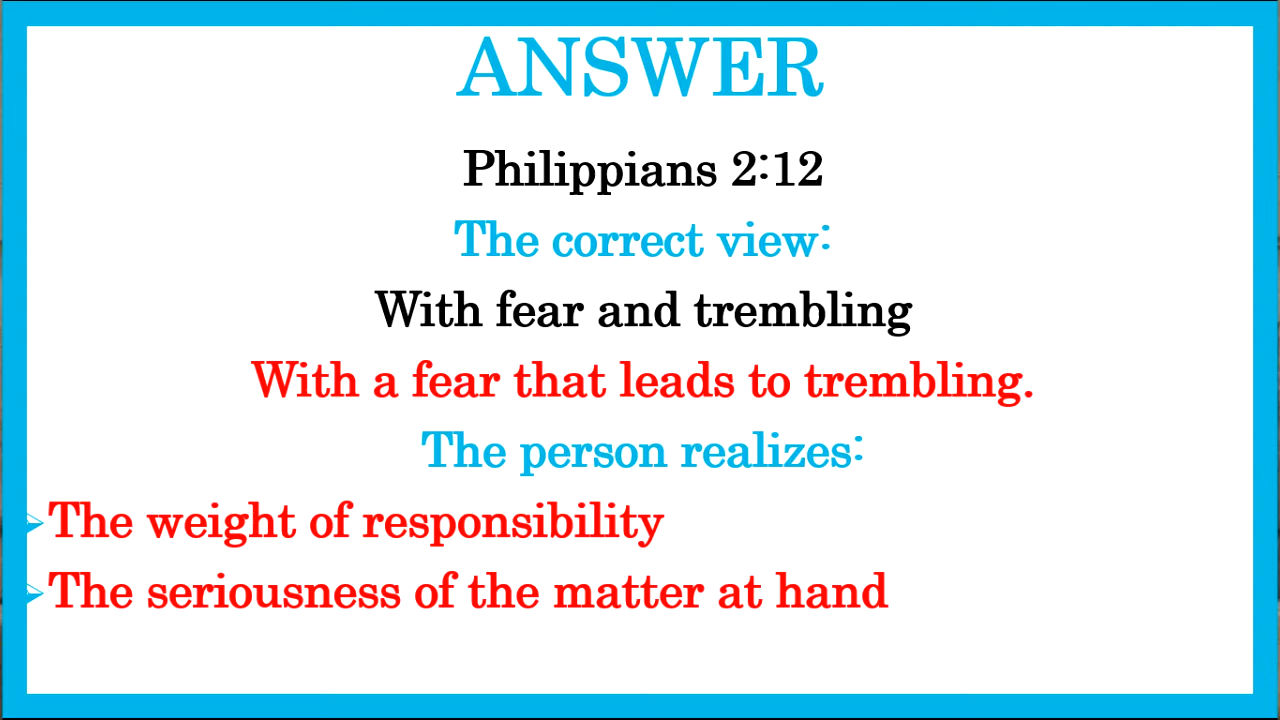 ANSWER
Philippians 2:12
The correct view:
With fear and trembling
With a fear that leads to trembling.
The person realizes:
The weight of responsibility
The seriousness of the matter at hand